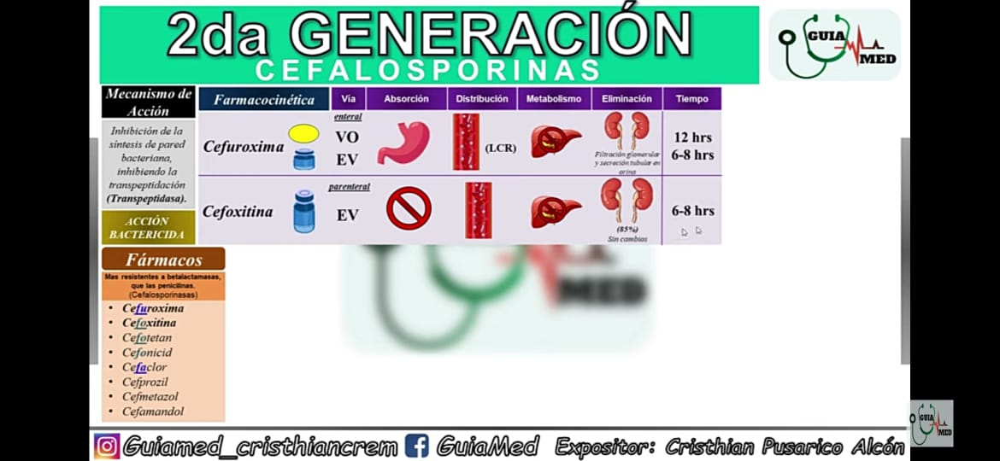 2da GENERACIÓN
CEFALOSPORINAS
GUIA
MED
Mecanismo de
Acción
Inhibición de la
síntesis de pared
bacteriana,
inhibiendo la
transpeptidación
(Transpeptidasa).
ACCIÓN
BACTERICIDA
Farmacocinética
Vía
Absorción
Distribución
Metabolismo
Eliminación
Tiempo
Cefuroxima
enteral
VO
EV
(LCR)
Filtración glomerular
y secreción tubular en
orina
12 hrs
6-8 hrs
Cefoxitina
parenteral
EV
(85%)
Sin cambios
6-8 hrs
Fármacos
Mas resistentes a betalactamasas,
que las penicilinas.
(Cefalosporinasas)
• Cefuroxima
• Cefoxitina
• Cefotetan
• Cefonicid
• Cefaclor
• Cefprozil
• Cefmetazol
• Cefamandol
MED
Guiamed_cristhiancrem GuiaMed Expositor: Cristhian Pusarico Alcón
GUIA
MED